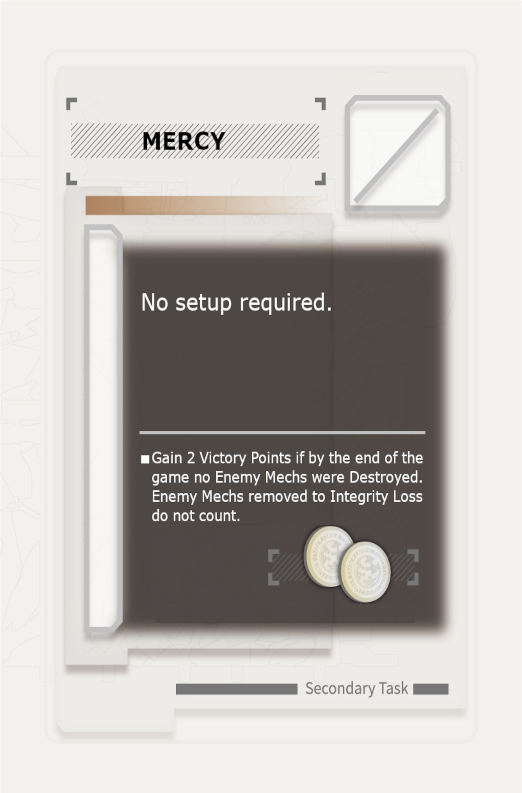 MERCY
No setup required.
■ Gain 2 Victory Points if by the end of the
game no Enemy Mechs were Destroyed.
Enemy Mechs removed to Integrity Loss
do not count.
Secondary Task